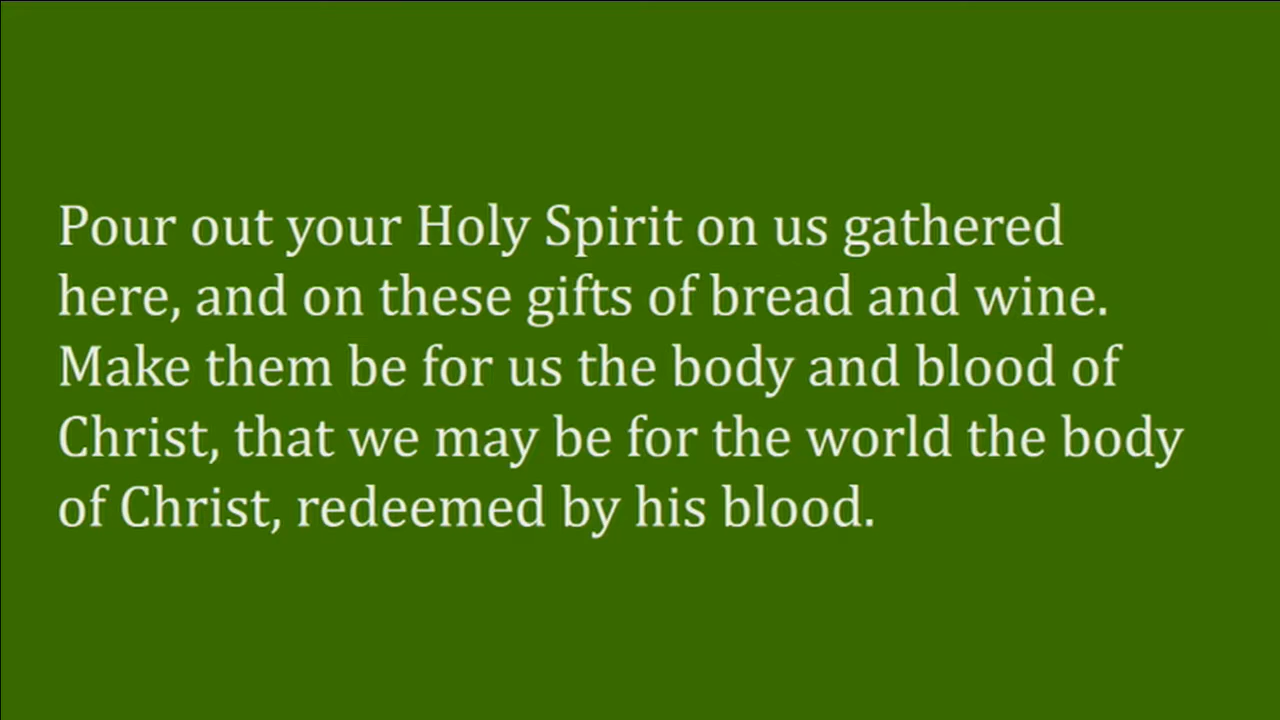 Pour out your Holy Spirit on us gathered
here, and on these gifts of bread and wine.
Make them be for us the body and blood of
Christ, that we may be for the world the body
of Christ, redeemed by his blood.